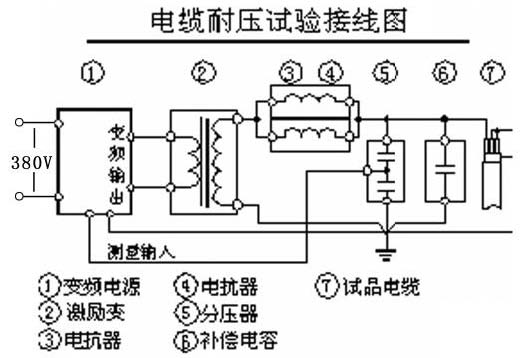 电缆耐压试验接线图
① ② ③ ④ ⑤ ⑥ ⑦
380V
变频输出
测量输入
①变频电源 ④电抗器 ⑦试品电缆
②激励变 ⑤分压器
③电抗器 ⑥补偿电容